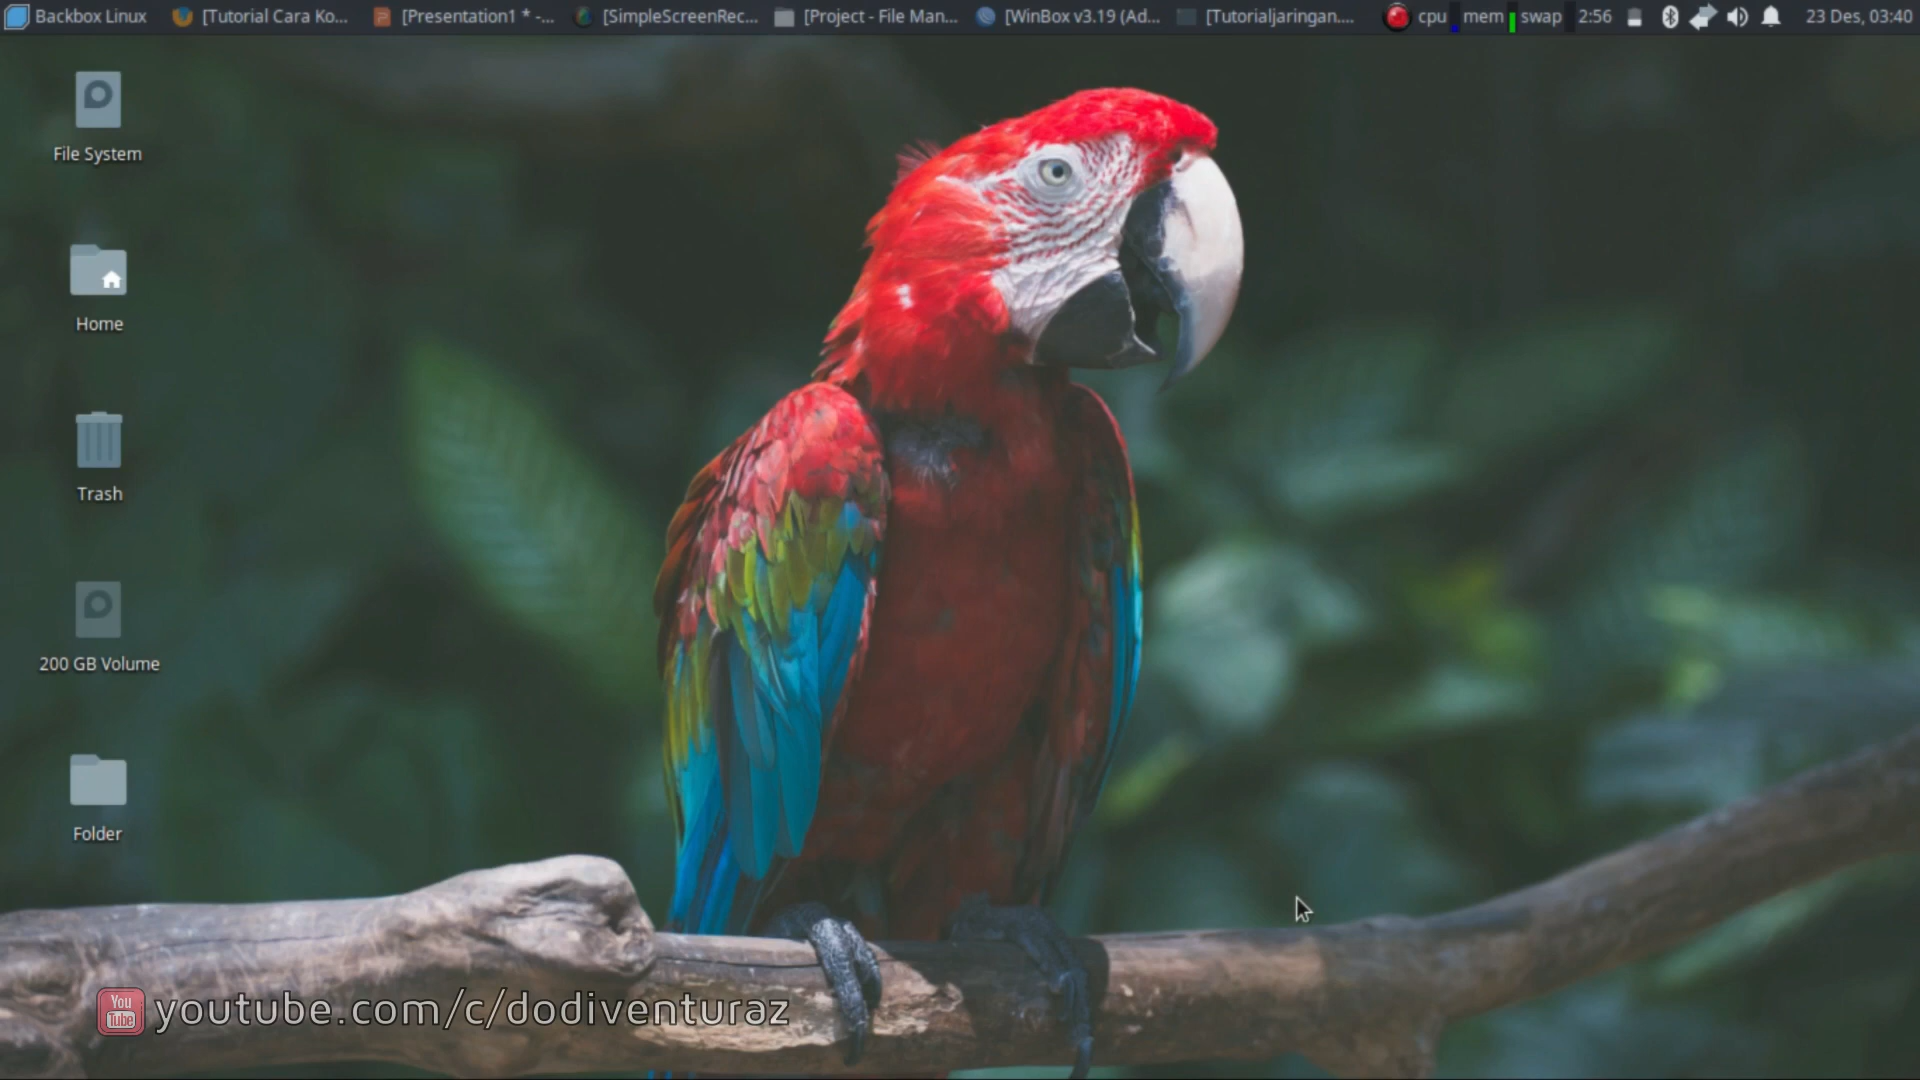 Backbox Linux [Tutorial Cara Ko... [Presentation1 * -... [SimpleScreenRec... [Project - File Man... [WinBox v3.19 (Ad... [Tutorialjaringan.... cpu mem swap 2:56 23 Des, 03:40
File System
Home
Trash
200 GB Volume
Folder
You
Tube
youtube.com/c/dodiventuraz